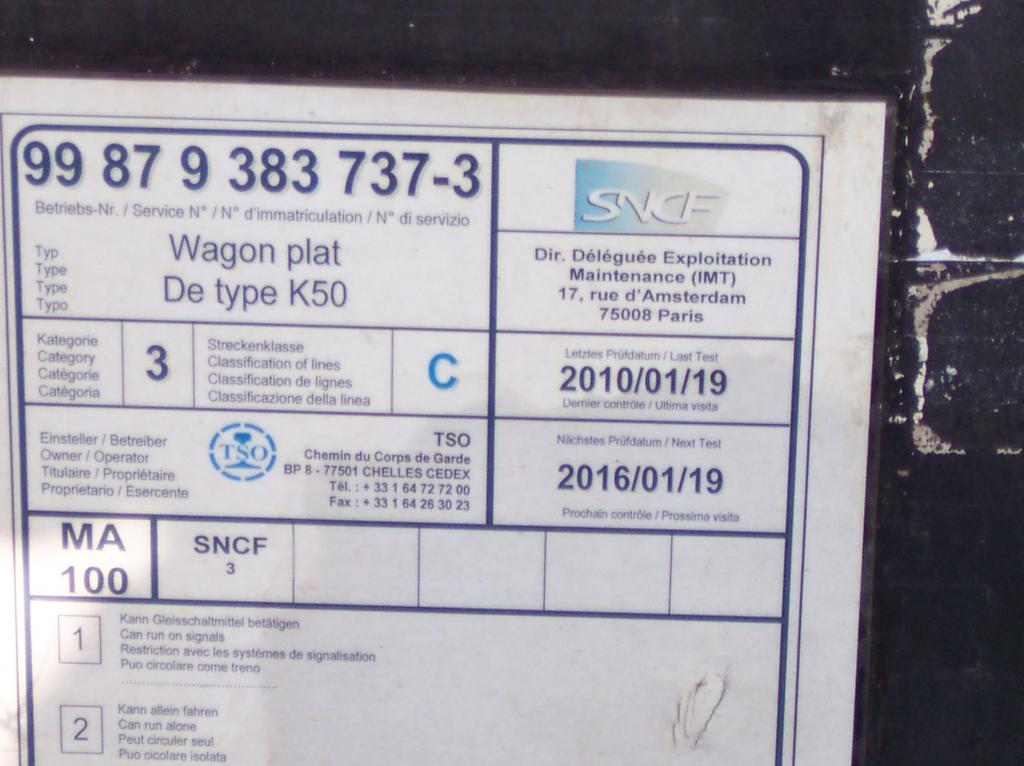 99 87 9 383 737-3
Betriebs-Nr. / Service N° / N° d'immatriculation / N° di servizio
Typ
Type
Type
Typo
Wagon plat
De type K50
SNCF
Dir. Déléguée Exploitation
Maintenance (IMT)
17, rue d'Amsterdam
75008 Paris
Kategorie
Category
Catégorie
Catégoria
3
Streckenklasse
Classification of lines
Classification de lignes
Classificazione della linea
C
Letztes Prüfdatum / Last Test
2010/01/19
Dernier contrôle / Ultima visita
Einsteller / Betreiber
Owner / Operator
Titulaire / Propriétaire
Proprietario / Esercente
TSO
TSO
Chemin du Corps de Garde
BP 8 - 77501 CHELLES CEDEX
Tél. : + 33 1 64 72 72 00
Fax : + 33 1 64 26 30 23
Nächstes Prüfdatum / Next Test
2016/01/19
Prochain contrôle / Prossima visita
MA
100
SNCF
3
1
Kann Gleisschaltmittel betätigen
Can run on signals
Restriction avec les systèmes de signalisation
Puo circolare come treno
2
Kann allein fahren
Can run alone
Peut circuler seul
Puo cicolare isolata